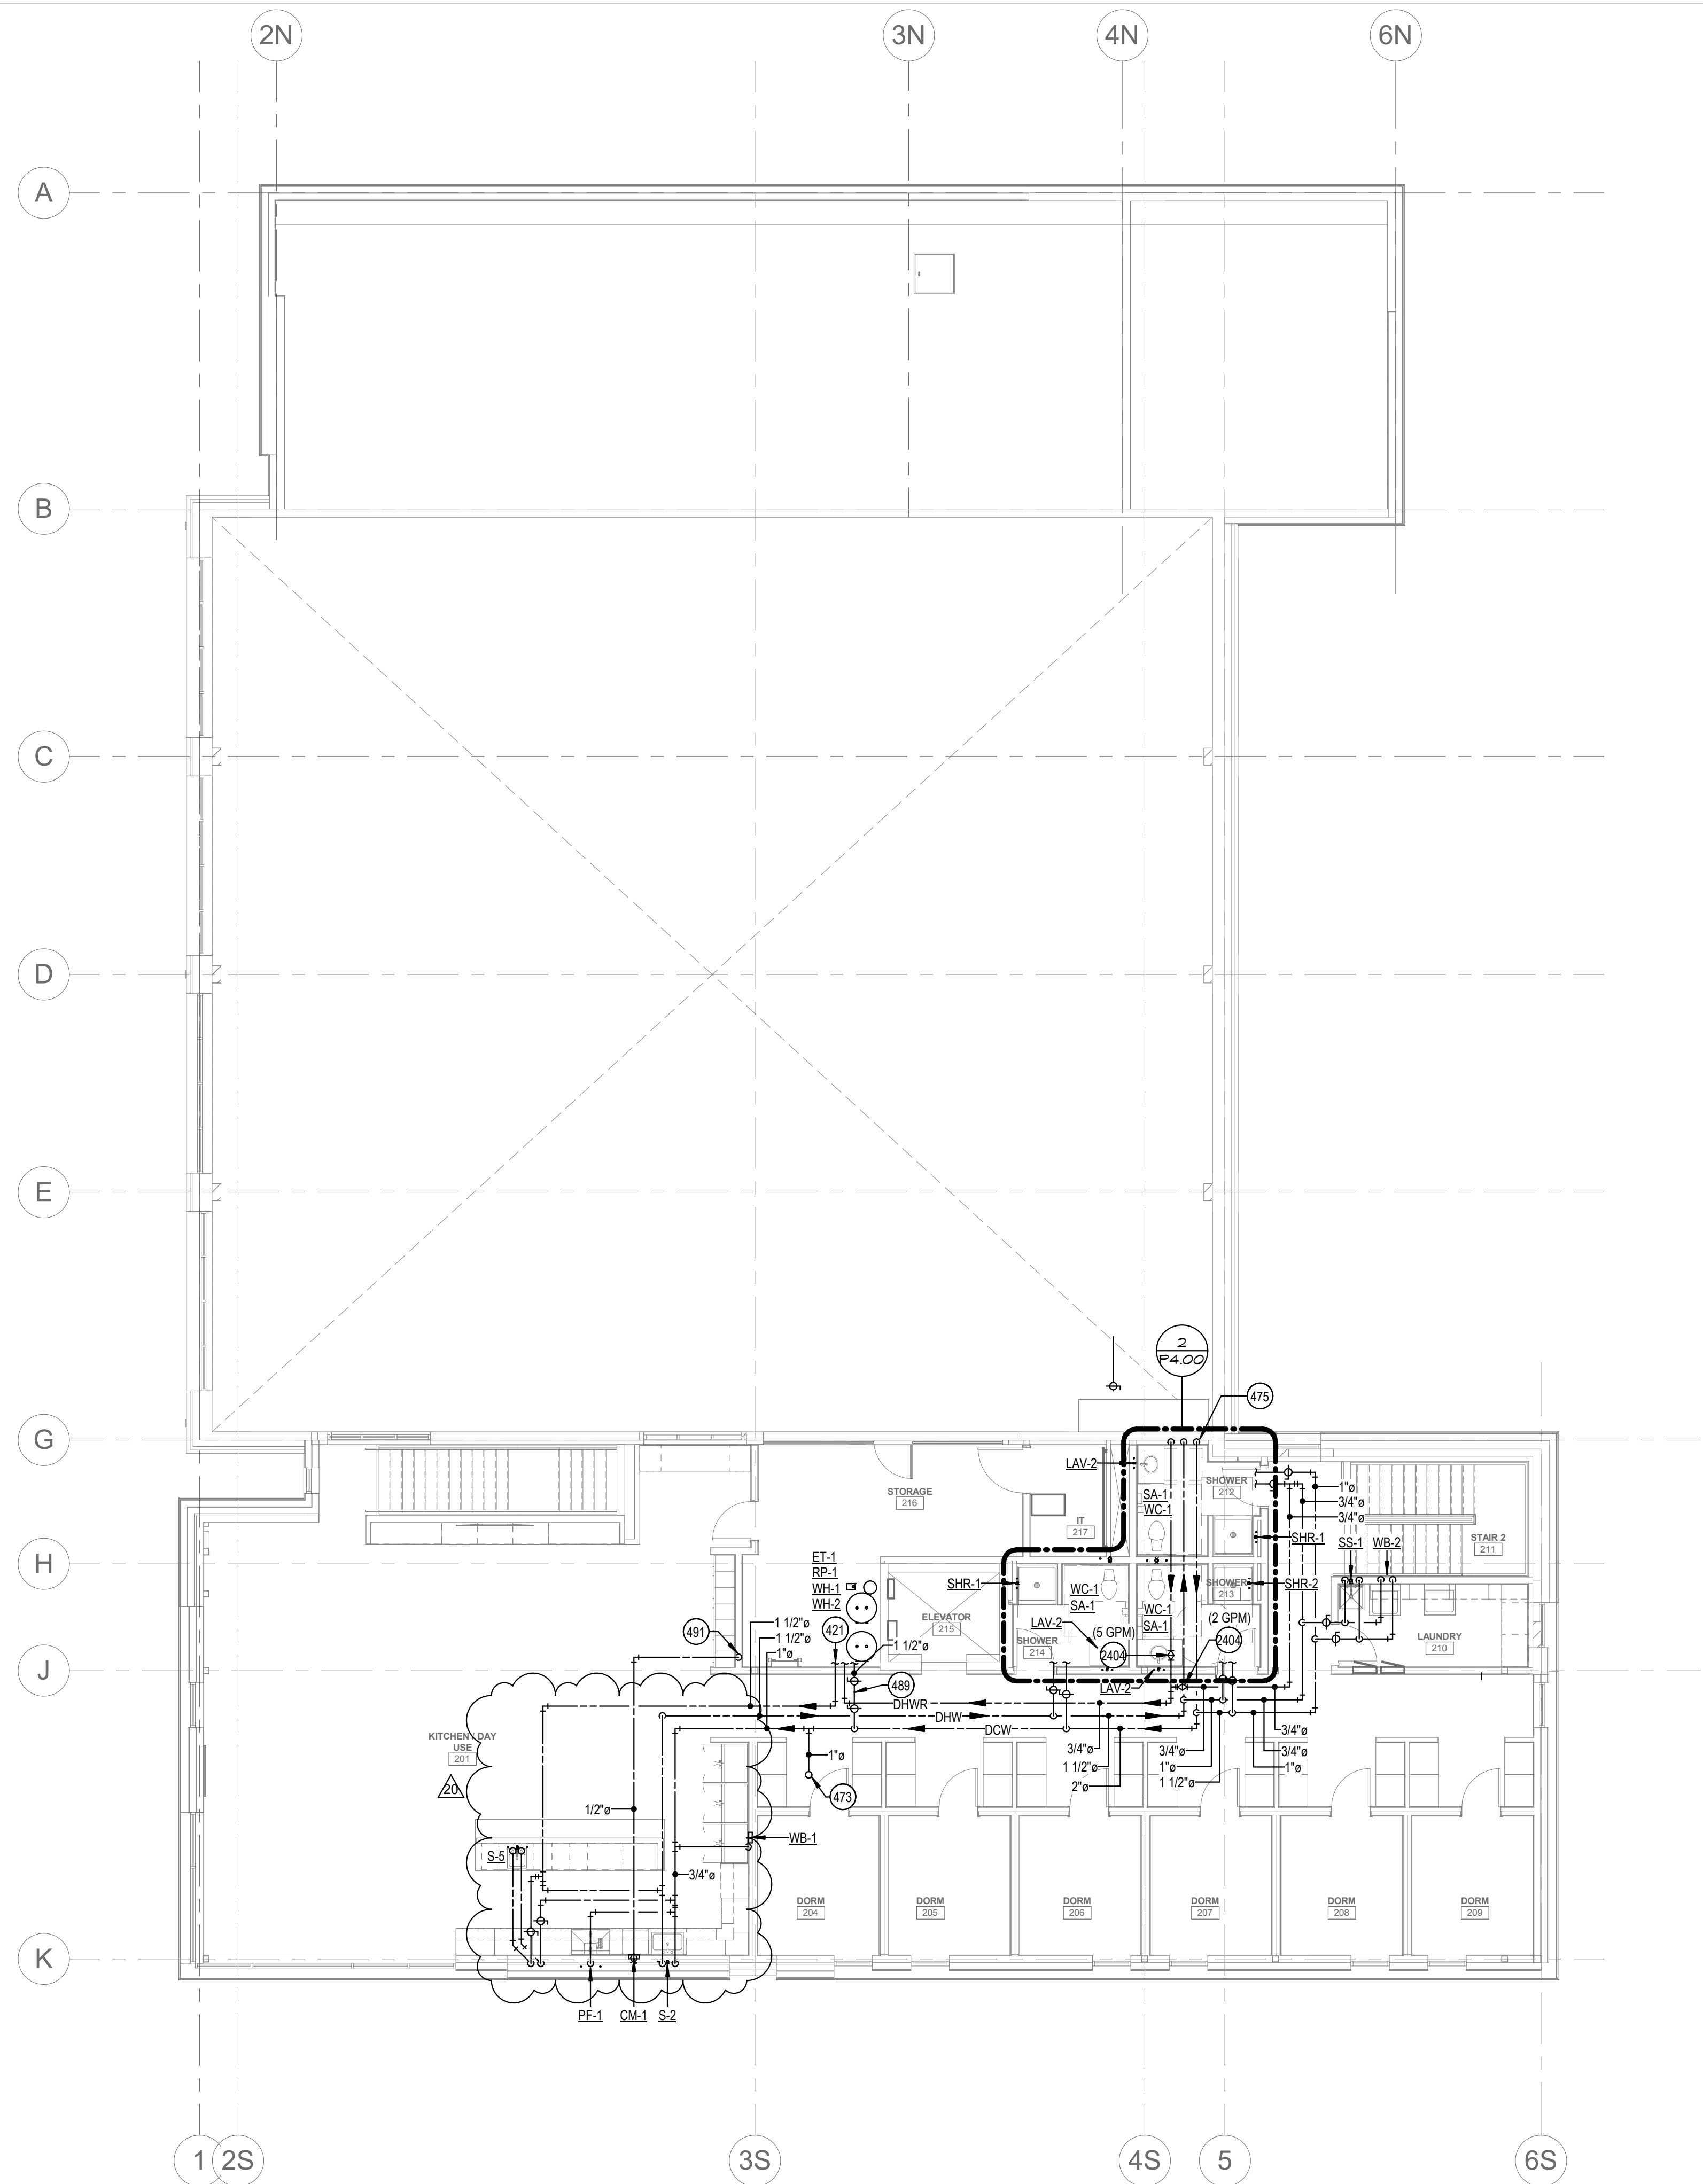 2N
3N
4N
6N
A
B
C
D
E
G
H
J
K
2
P4.00
475
LAV-2
SA-1
WC-1
SHOWER
212
STORAGE
216
IT
217
1"ø
3/4"ø
3/4"ø
SHR-1
SS-1
WB-2
STAIR 2
211
ET-1
RP-1
WH-1
WH-2
SHR-1
WC-1
SA-1
SHOWER
213
SHR-2
WC-1
SA-1
ELEVATOR
215
LAV-2
(5 GPM)
2404
(2 GPM)
2404
SHOWER
214
LAUNDRY
210
491
421
1 1/2"ø
1 1/2"ø
1"ø
1 1/2"ø
489
LAV-2
DHWR
DHW
DCW
KITCHEN / DAY
USE
201
20
1"ø
473
3/4"ø
1 1/2"ø
2"ø
3/4"ø
1"ø
1 1/2"ø
3/4"ø
3/4"ø
1"ø
1/2"ø
WB-1
S-5
3/4"ø
DORM
204
DORM
205
DORM
206
DORM
207
DORM
208
DORM
209
PF-1
CM-1
S-2
1
2S
3S
4S
5
6S